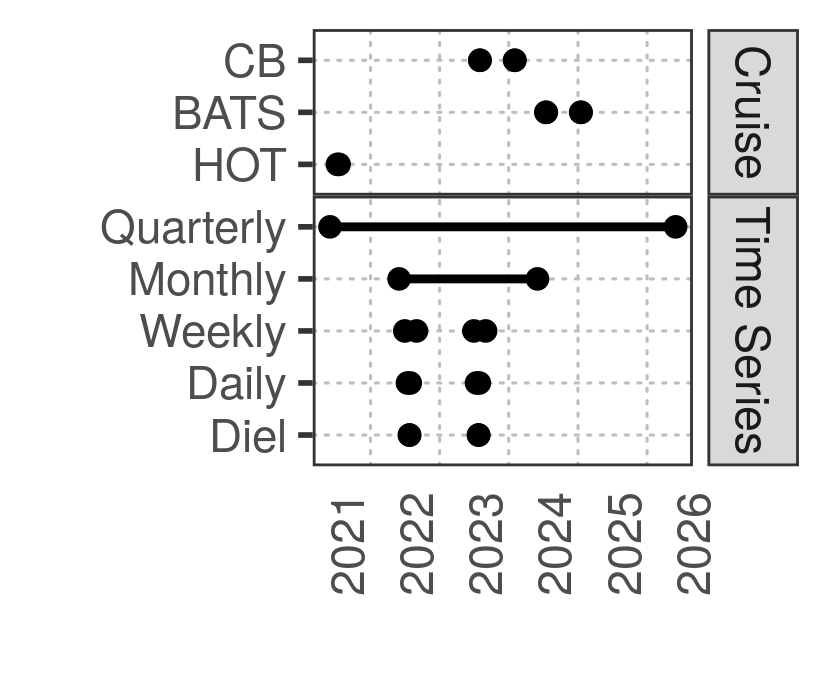 CB
BATS
HOT
Cruise
Quarterly
Monthly
Weekly
Daily
Diel
Time Series
2021
2022
2023
2024
2025
2026